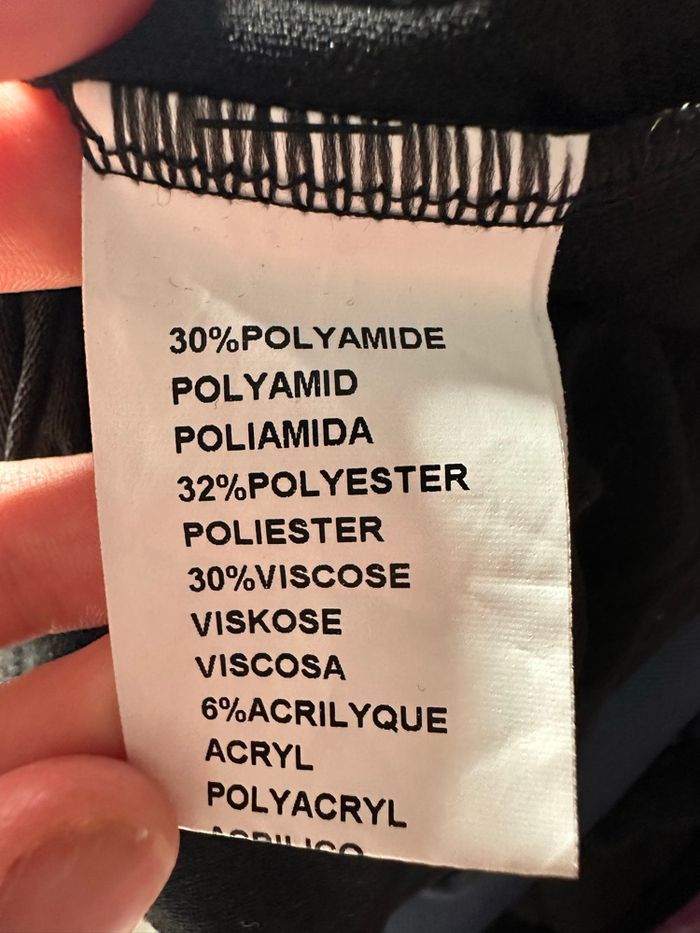 30%POLYAMIDE
POLYAMID
POLIAMIDA
32%POLYESTER
POLIESTER
30%VISCOSE
VISKOSE
VISCOSA
6%ACRILYQUE
ACRYL
POLYACRYL